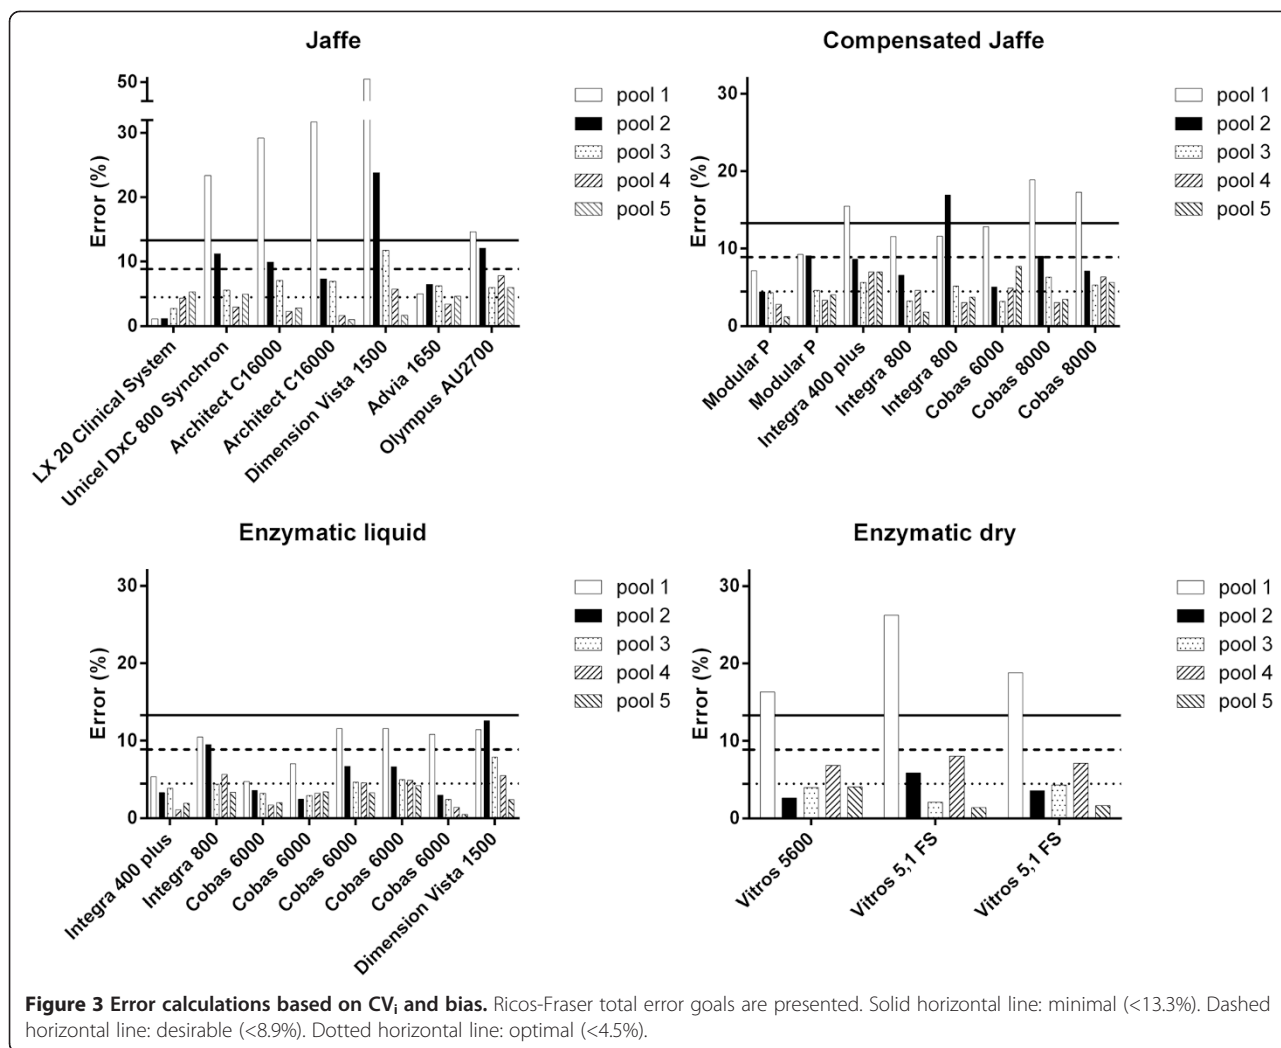 Jaffe
50
30
20
10
0
Error (%)
pool 1
pool 2
pool 3
pool 4
pool 5
LX 20 Clinical System
Unicel DxC 800 Synchron
Architect C16000
Architect C16000
Dimension Vista 1500
Advia 1650
Olympus AU2700
Compensated Jaffe
30
20
10
0
Error (%)
pool 1
pool 2
pool 3
pool 4
pool 5
Modular P
Modular P
Integra 400 plus
Integra 800
Integra 800
Cobas 6000
Cobas 8000
Cobas 8000
Enzymatic liquid
30
20
10
0
Error (%)
pool 1
pool 2
pool 3
pool 4
pool 5
Integra 400 plus
Integra 800
Cobas 6000
Cobas 6000
Cobas 6000
Cobas 6000
Cobas 6000
Dimension Vista 1500
Enzymatic dry
30
20
10
0
Error (%)
pool 1
pool 2
pool 3
pool 4
pool 5
Vitros 5600
Vitros 5,1 FS
Vitros 5,1 FS
Figure 3 Error calculations based on CVi and bias. Ricos-Fraser total error goals are presented. Solid horizontal line: minimal (<13.3%). Dashed
horizontal line: desirable (<8.9%). Dotted horizontal line: optimal (<4.5%).